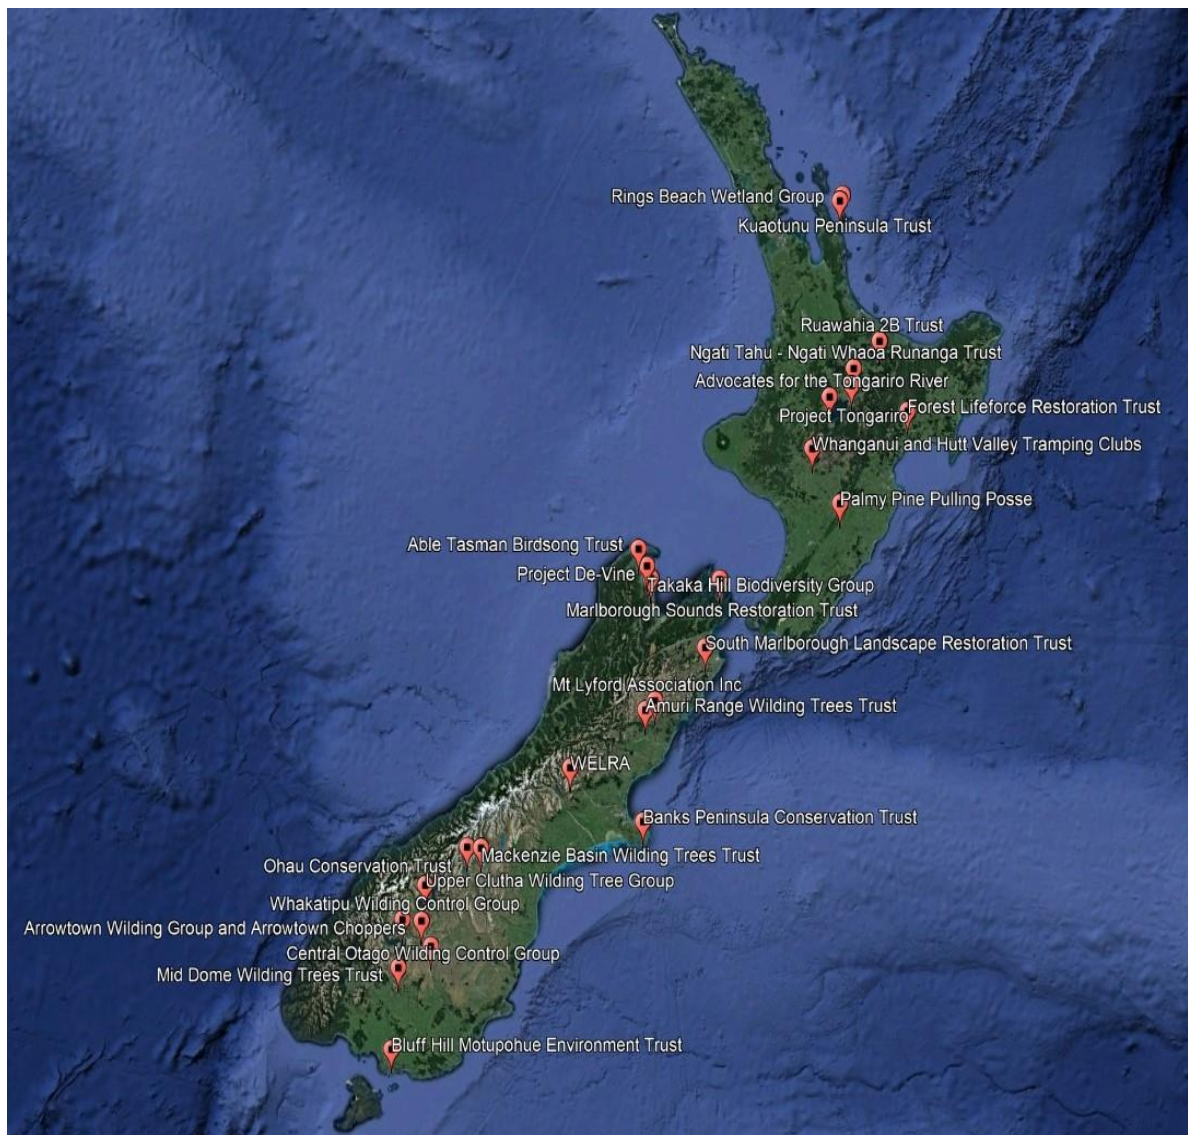 Rings Beach Wetland Group
Kuaotunu Peninsula Trust
Ruawahia 2B Trust
Ngati Tahu - Ngati Whaoa Runanga Trust
Advocates for the Tongariro River
Forest Lifeforce Restoration Trust
Project Tongariro
Whanganui and Hutt Valley Tramping Clubs
Palmy Pine Pulling Posse
Able Tasman Birdsong Trust
Project De-Vine
Takaka Hill Biodiversity Group
Marlborough Sounds Restoration Trust
South Marlborough Landscape Restoration Trust
Mt Lyford Association Inc
Amuri Range Wilding Trees Trust
WELRA
Banks Peninsula Conservation Trust
Mackenzie Basin Wilding Trees Trust
Ohau Conservation Trust
Upper Clutha Wilding Tree Group
Whakatipu Wilding Control Group
Arrowtown Wilding Group and Arrowtown Choppers
Central Otago Wilding Control Group
Mid Dome Wilding Trees Trust
Bluff Hill Motupohue Environment Trust